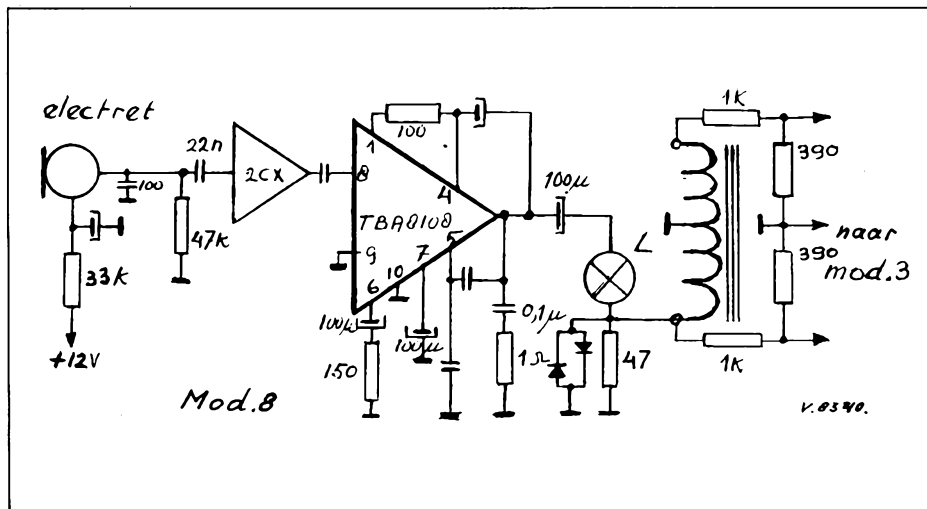 electret
100
22n
47K
33K
+12V
2CX
1
100
8
4
TBA810S
9
6
10
7
5
100µ
150
100µ
100µ
0,1µ
1Ω
L
47
1K
390
390
1K
naar
mod.3
Mod.8